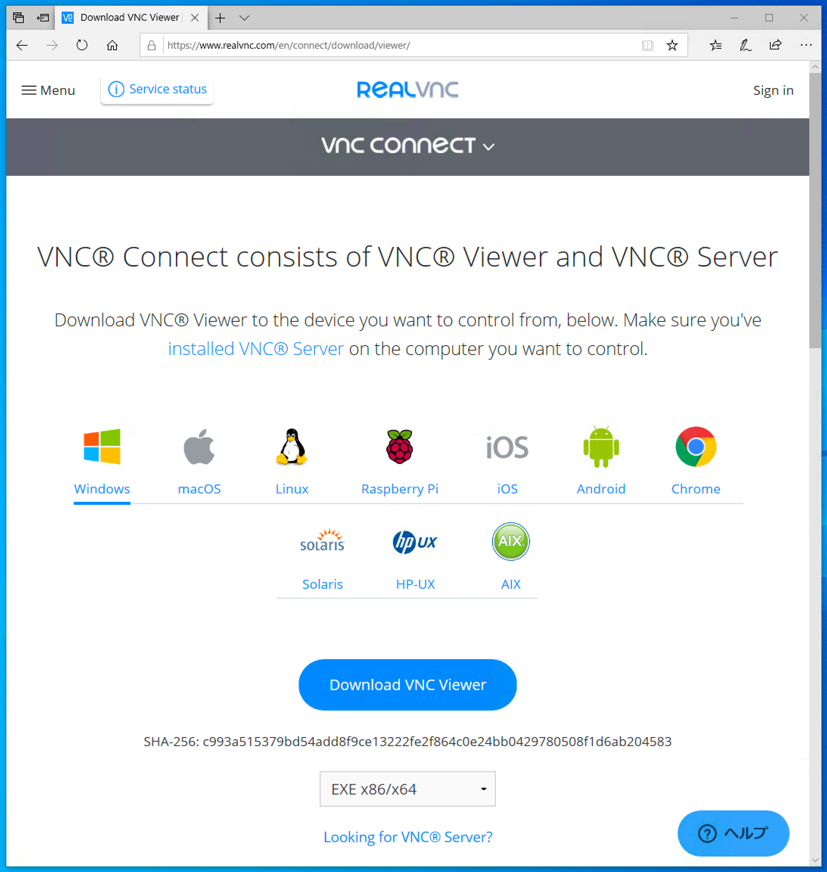 Download VNC Viewer
https://www.realvnc.com/en/connect/download/viewer/
Menu
Service status
REALVNC
Sign in
VNC CONNECT
VNC® Connect consists of VNC® Viewer and VNC® Server
Download VNC® Viewer to the device you want to control from, below. Make sure you've
installed VNC® Server on the computer you want to control.
iOS
Windows
macOS
Linux
Raspberry Pi
iOS
Android
Chrome
solaris
hp UX
AIX
Solaris
HP-UX
AIX
Download VNC Viewer
SHA-256: c993a515379bd54add8f9ce13222fe2f864c0e24bb0429780508f1d6ab204583
EXE x86/x64
Looking for VNC® Server?
ヘルプ